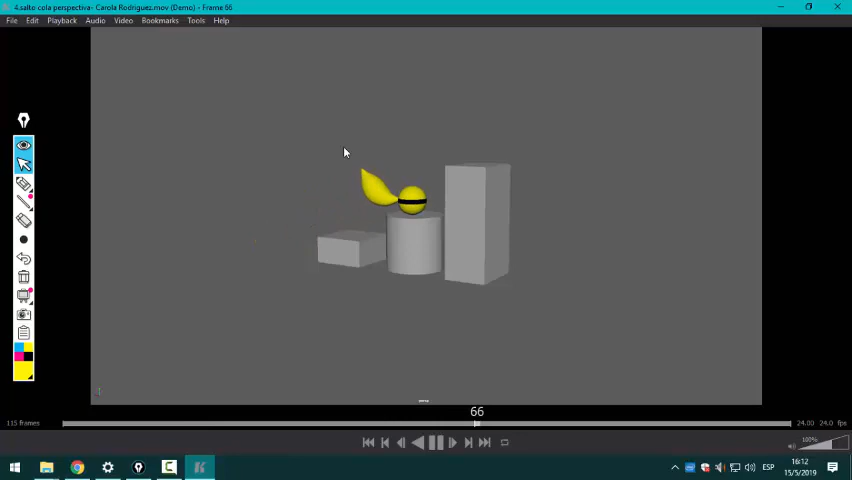 4.salto cola perspectiva- Carola Rodriguez.mov (Demo) - Frame 66
File Edit Playback Audio Video Bookmarks Tools Help
66
115 frames
24.00 24.0 fps
100%
ESP
16:12
15/5/2019